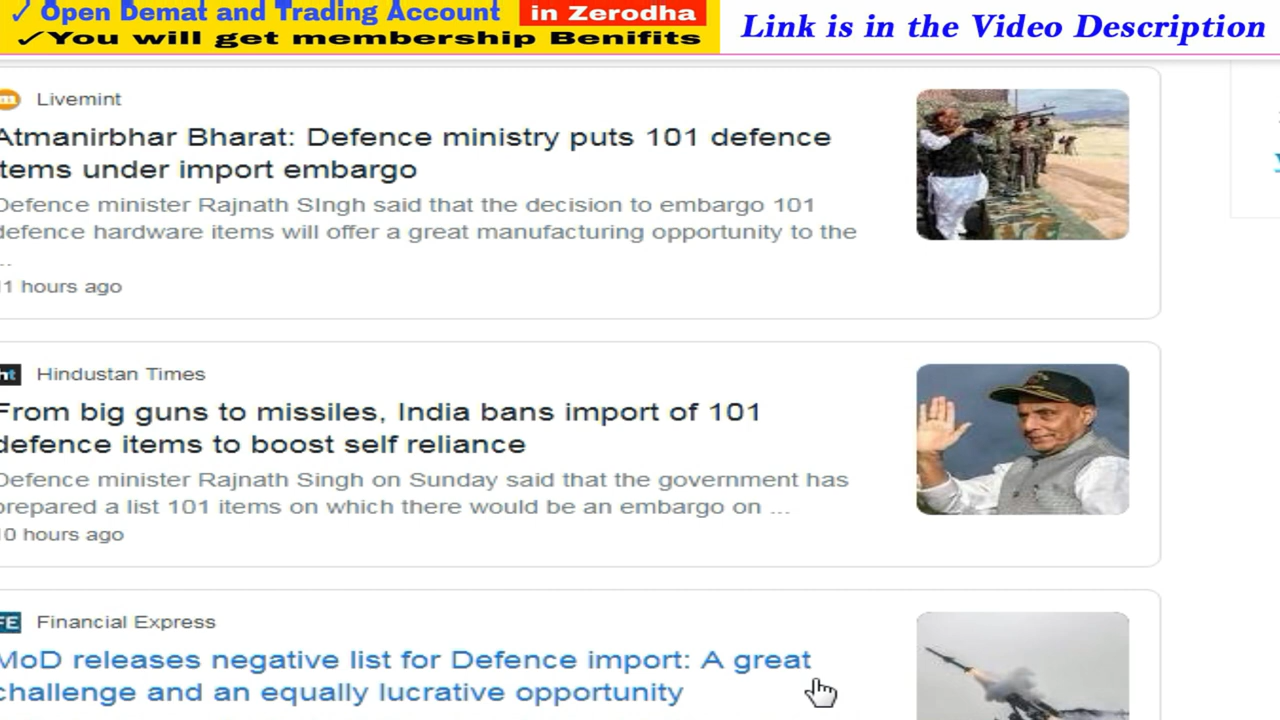 ✓ Open Demat and Trading Account in Zerodha
✓You will get membership Benifits
Link is in the Video Description
Livemint
Atmanirbhar Bharat: Defence ministry puts 101 defence
items under import embargo
Defence minister Rajnath SIngh said that the decision to embargo 101
defence hardware items will offer a great manufacturing opportunity to the
...
11 hours ago
ht Hindustan Times
From big guns to missiles, India bans import of 101
defence items to boost self reliance
Defence minister Rajnath Singh on Sunday said that the government has
prepared a list 101 items on which there would be an embargo on ...
10 hours ago
FE Financial Express
MoD releases negative list for Defence import: A great
challenge and an equally lucrative opportunity